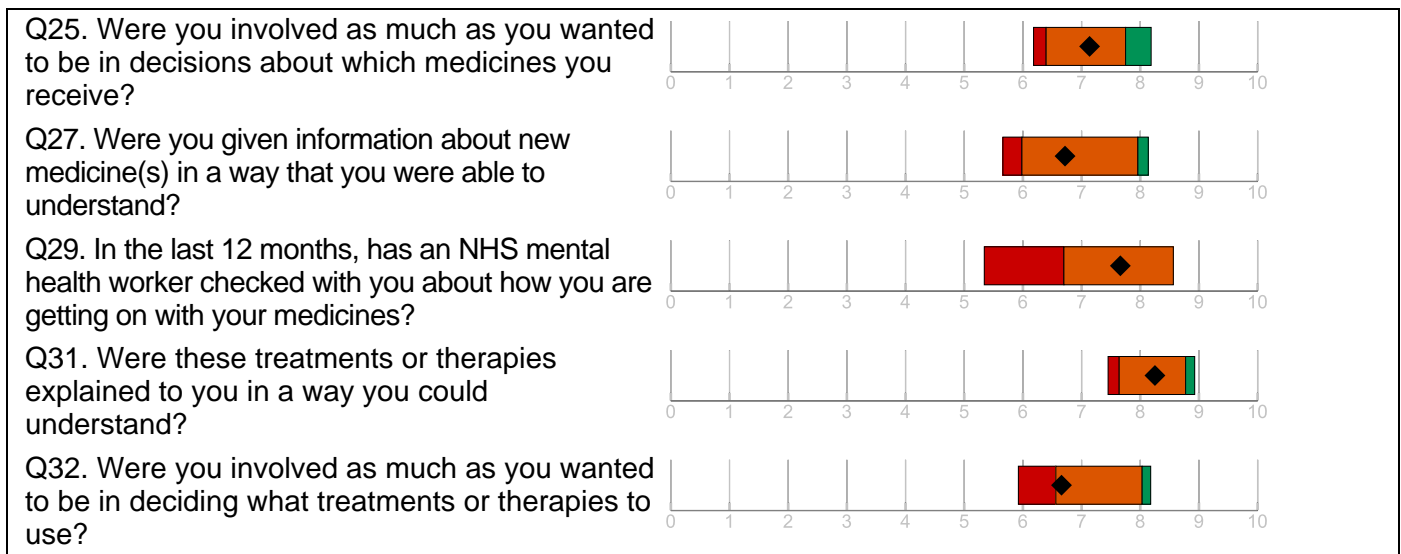 Q25. Were you involved as much as you wanted
to be in decisions about which medicines you
receive?
0 1 2 3 4 5 6 7 8 9 10
Q27. Were you given information about new
medicine(s) in a way that you were able to
understand?
0 1 2 3 4 5 6 7 8 9 10
Q29. In the last 12 months, has an NHS mental
health worker checked with you about how you are
getting on with your medicines?
0 1 2 3 4 5 6 7 8 9 10
Q31. Were these treatments or therapies
explained to you in a way you could
understand?
0 1 2 3 4 5 6 7 8 9 10
Q32. Were you involved as much as you wanted
to be in deciding what treatments or therapies to
use?
0 1 2 3 4 5 6 7 8 9 10